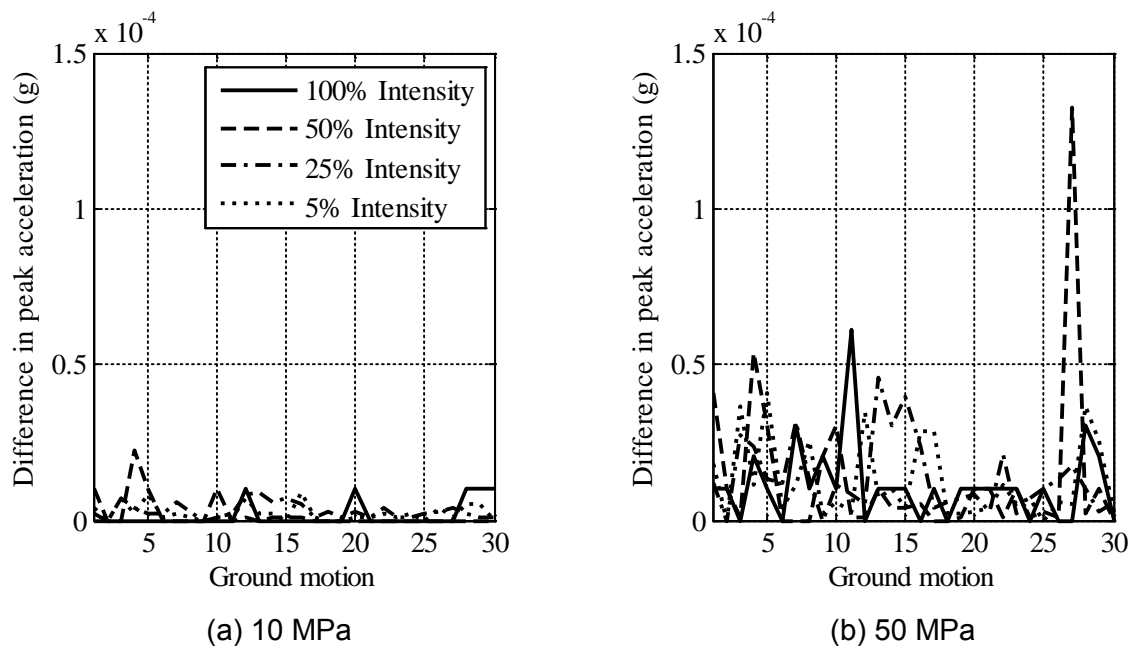 x 10⁻⁴
Difference in peak acceleration (g)
1.5
1
0.5
0
100% Intensity
50% Intensity
25% Intensity
5% Intensity
5 10 15 20 25 30
Ground motion
(a) 10 MPa
x 10⁻⁴
Difference in peak acceleration (g)
1.5
1
0.5
0
5 10 15 20 25 30
Ground motion
(b) 50 MPa